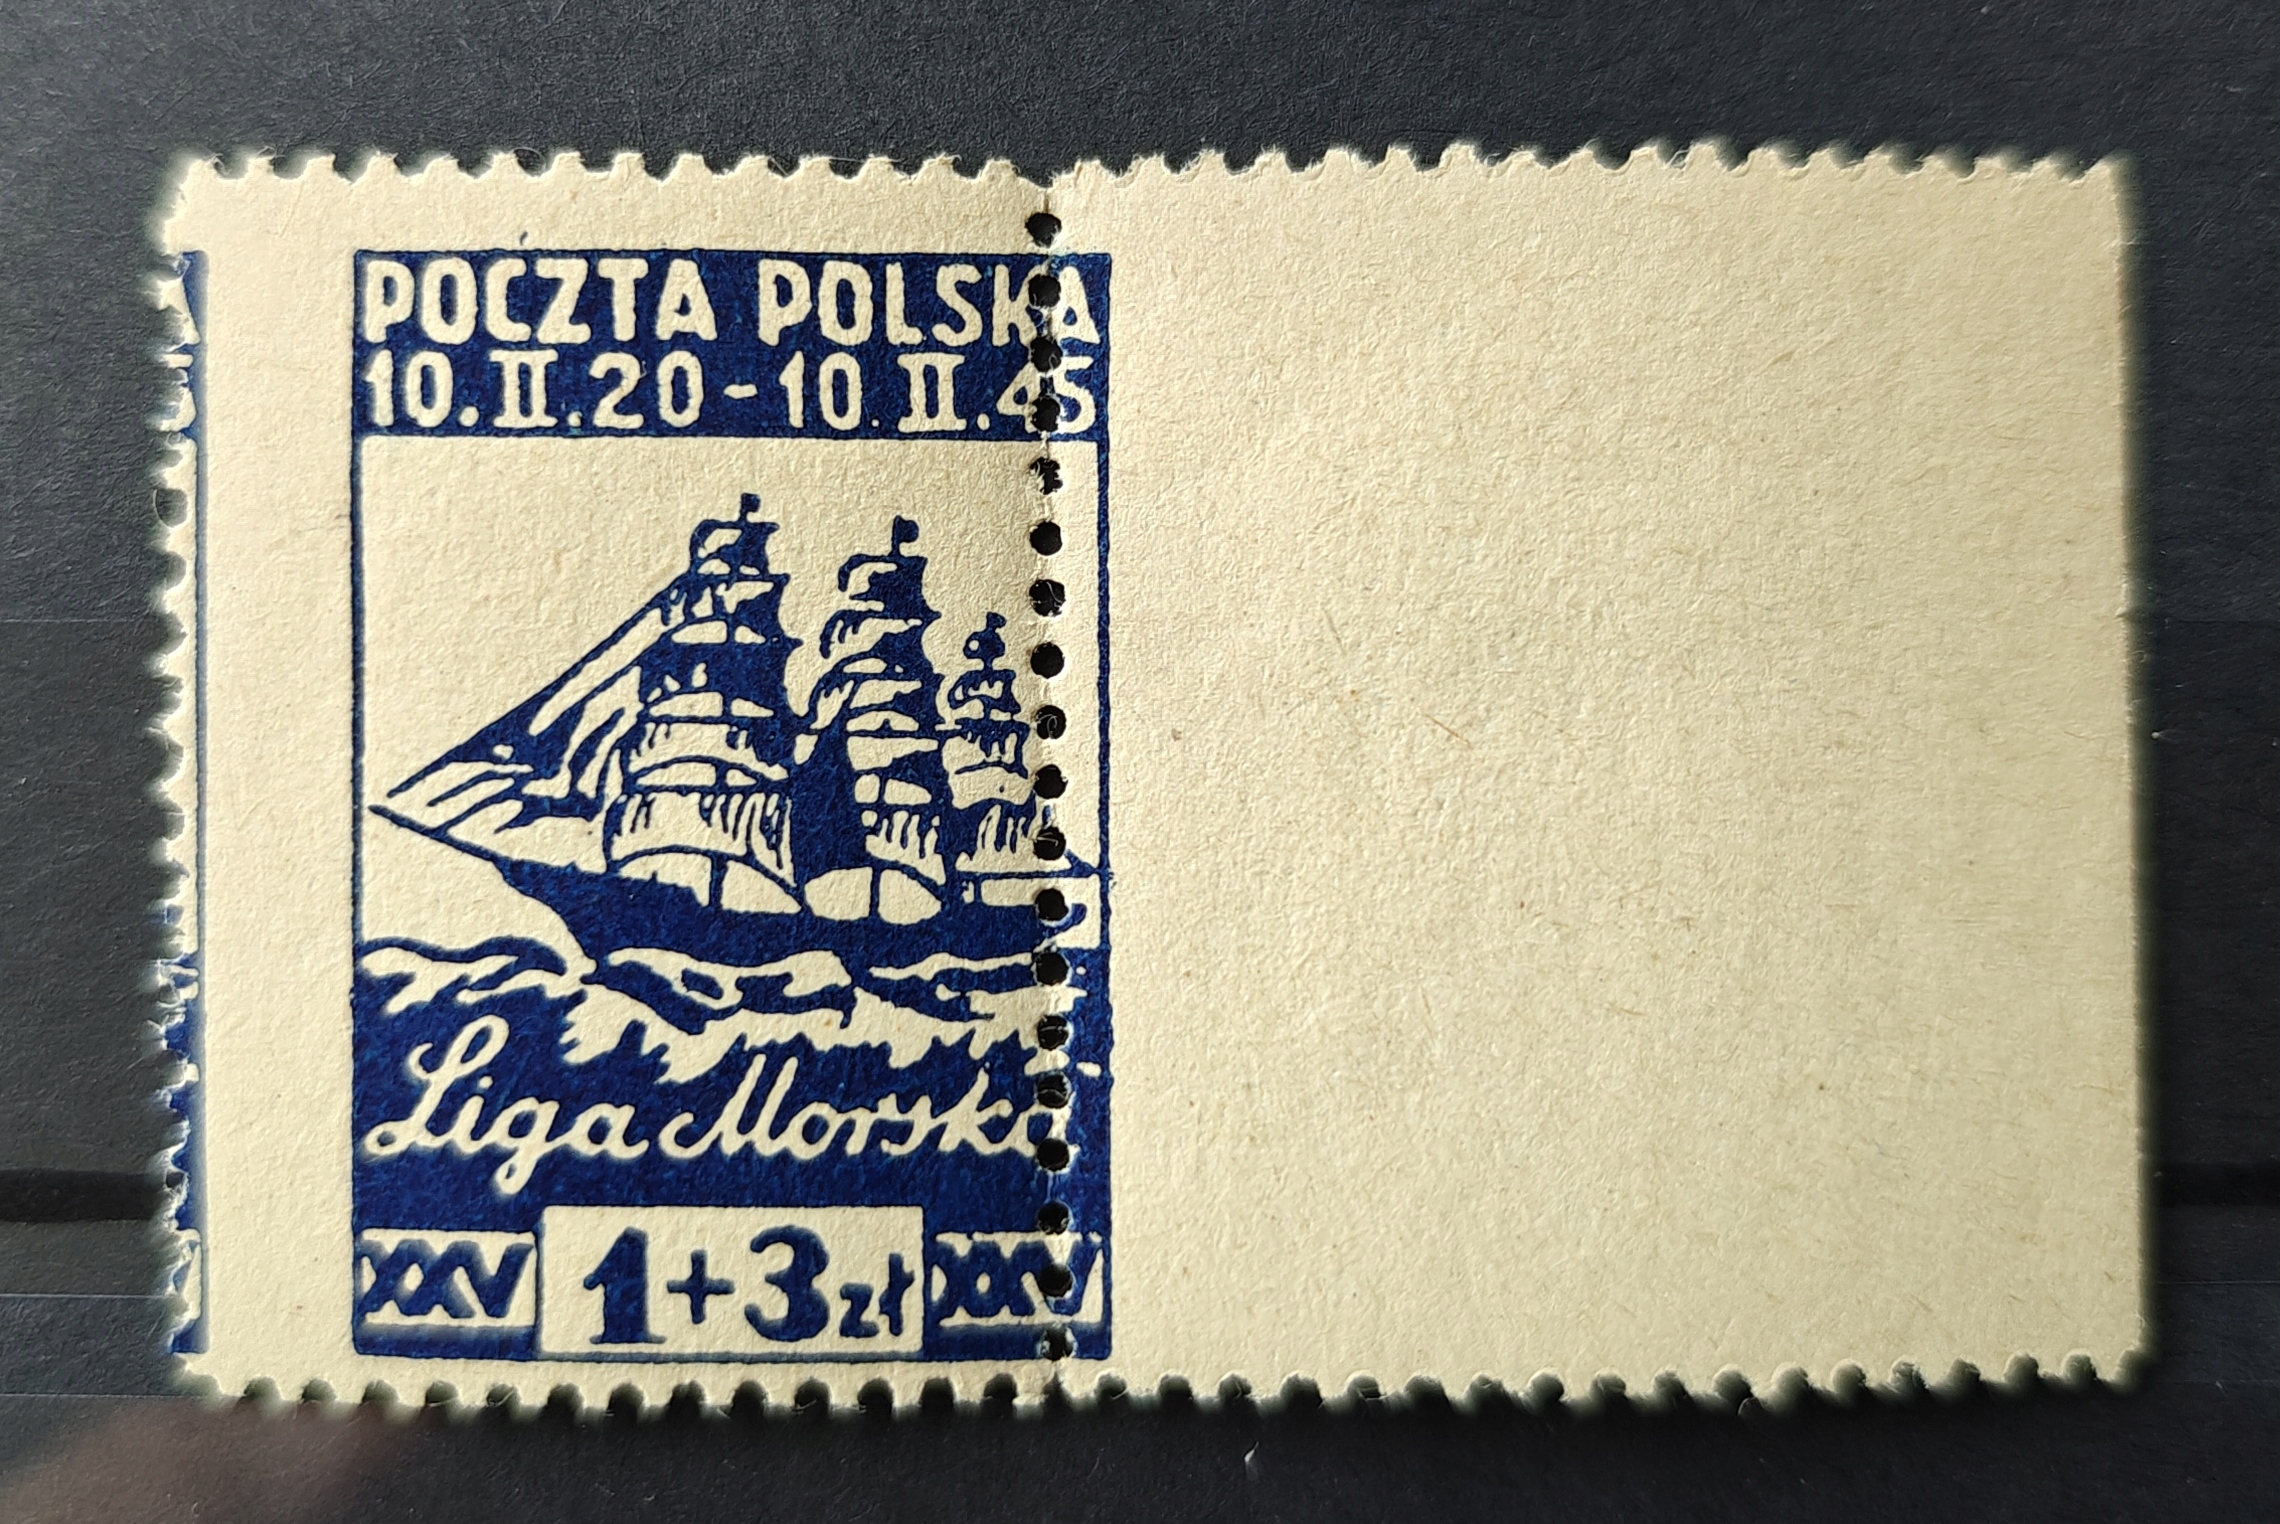 POCZTA POLSKA
10.II.20-10.II.45
Liga Morska
XXV 1+3zł XXV